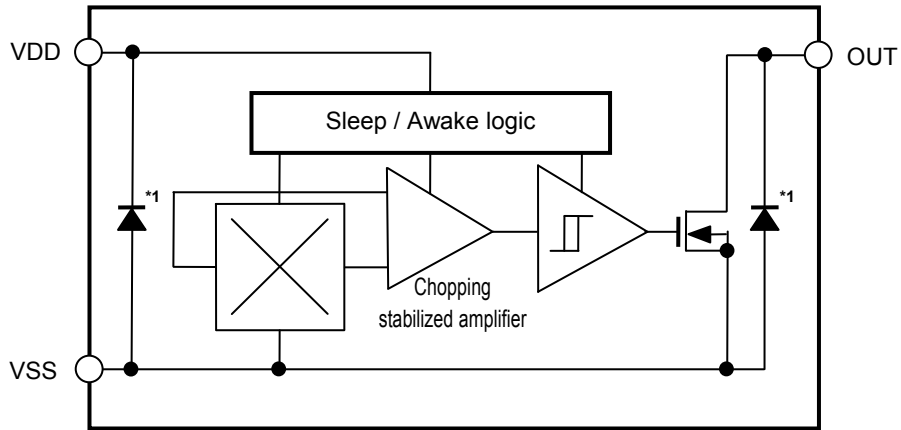 VDD
OUT
Sleep / Awake logic
*1
*1
Chopping
stabilized amplifier
VSS